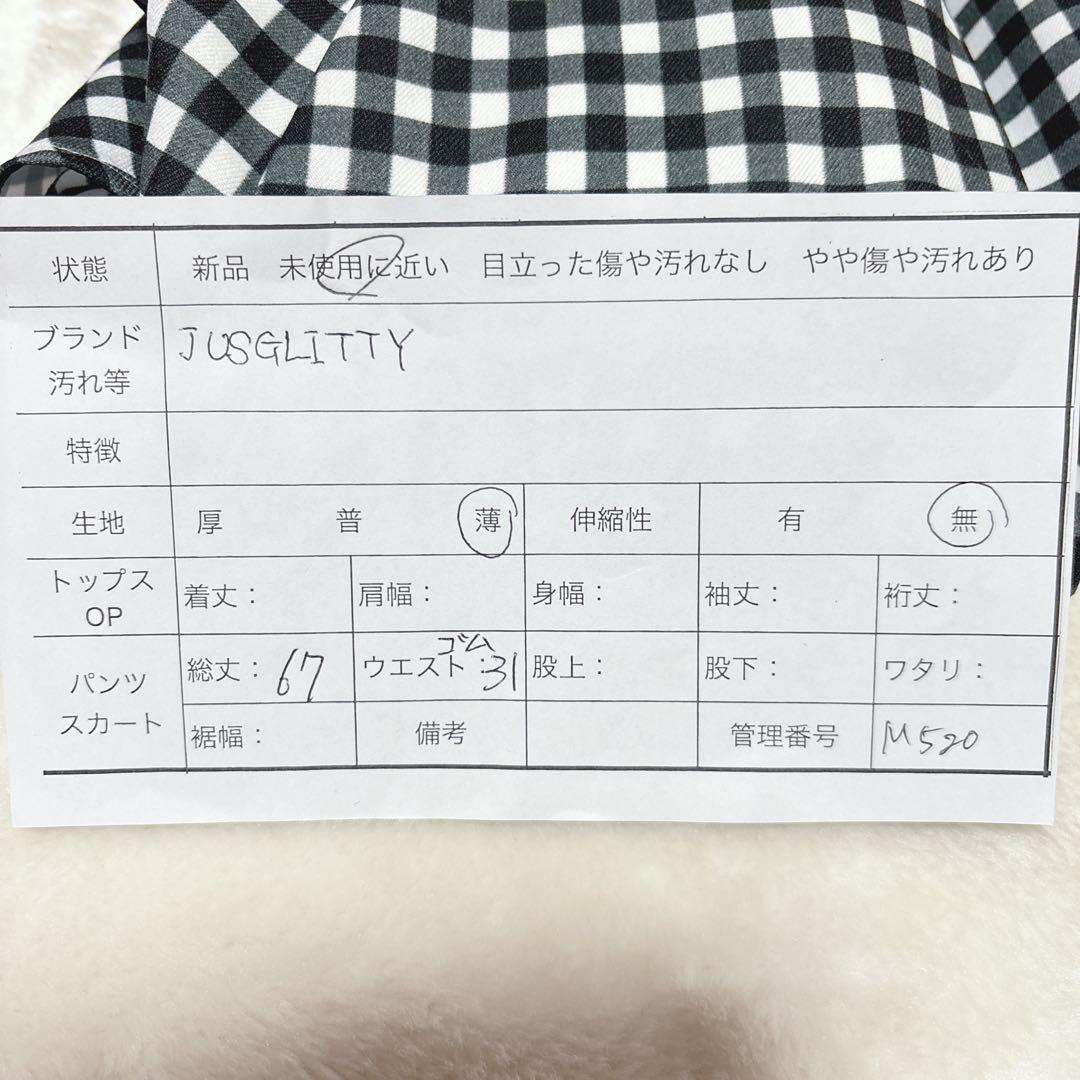 状態 新品 未使用に近い 目立った傷や汚れなし やや傷や汚れあり
ブランド JUSGLITTY
汚れ等
特徴
生地 厚 普 薄 伸縮性 有 無
トップス 着丈： 肩幅： 身幅： 袖丈： 裄丈：
OP
ゴム
パンツ 総丈：67 ウエスト：31 股上： 股下： ワタリ：
スカート 裾幅： 備考 管理番号 M520